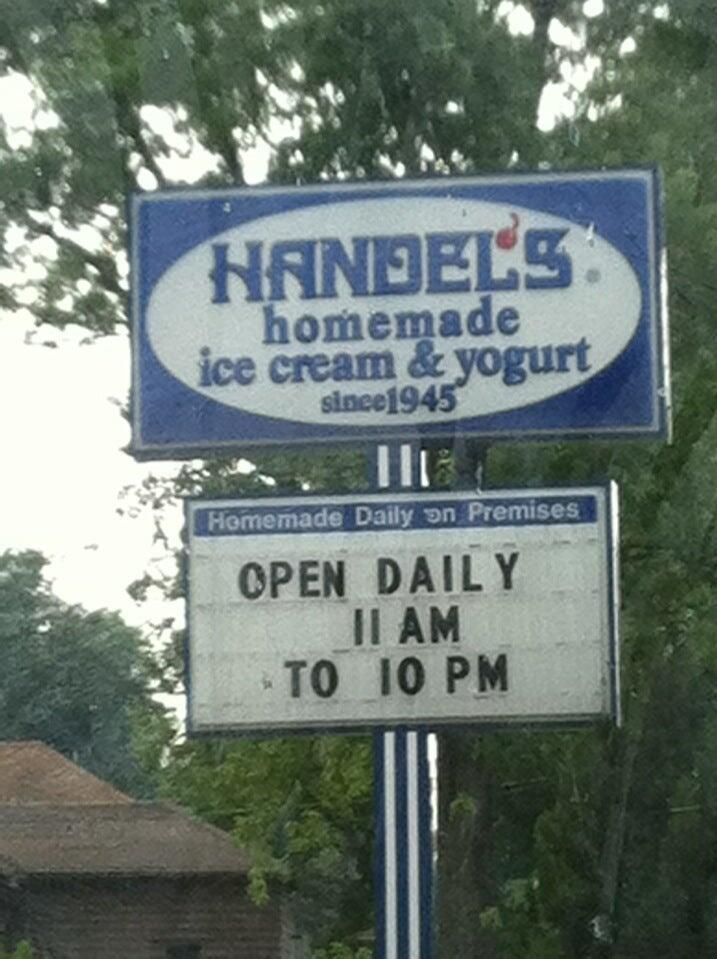 HANDEL'S
homemade
ice cream & yogurt
since1945
Homemade Daily on Premises
OPEN DAILY
11 AM
TO 10 PM